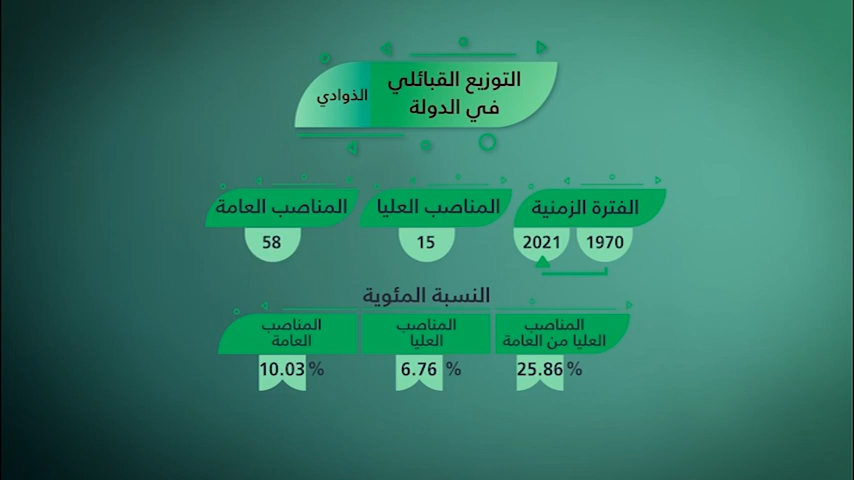 التوزيع القبائلي
في الدولة
الذوادي
الفترة الزمنية
المناصب العليا
المناصب العامة
1970
2021
15
58
النسبة المئوية
المناصب
العليا من العامة
المناصب
العليا
المناصب
العامة
25.86 %
6.76 %
10.03 %